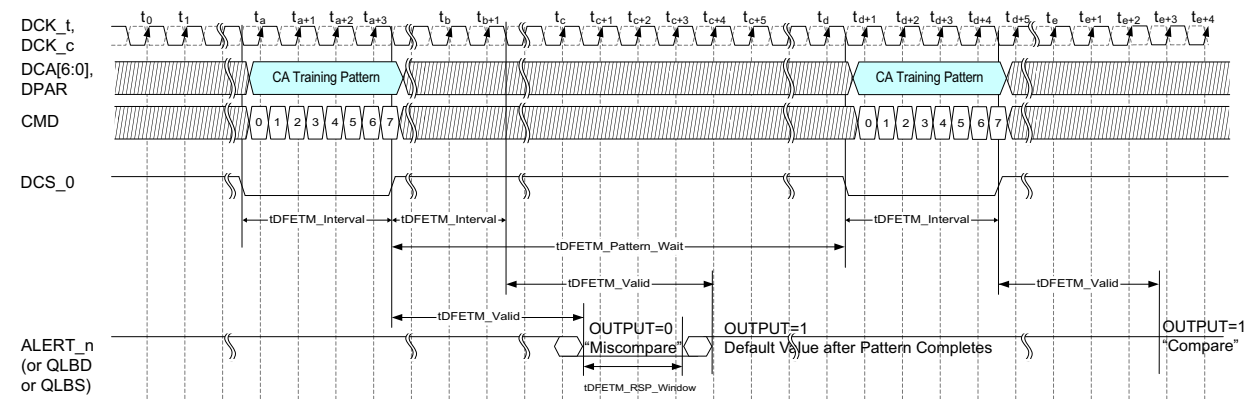 t0 t1 ta ta+1 ta+2 ta+3 tb tb+1 tc tc+1 tc+2 tc+3 tc+4 tc+5 td td+1 td+2 td+3 td+4 td+5 te te+1 te+2 te+3 te+4
DCK_t,
DCK_c
DCA[6:0],
DPAR
CA Training Pattern CA Training Pattern
CMD
0 1 2 3 4 5 6 7 0 1 2 3 4 5 6 7
DCS_0
tDFETM_Interval tDFETM_Interval tDFETM_Interval
tDFETM_Pattern_Wait
tDFETM_Valid tDFETM_Valid
tDFETM_Valid
OUTPUT=0 OUTPUT=1 OUTPUT=1
ALERT_n
(or QLBD
or QLBS)
"Miscompare" Default Value after Pattern Completes "Compare"
tDFETM_RSP_Window